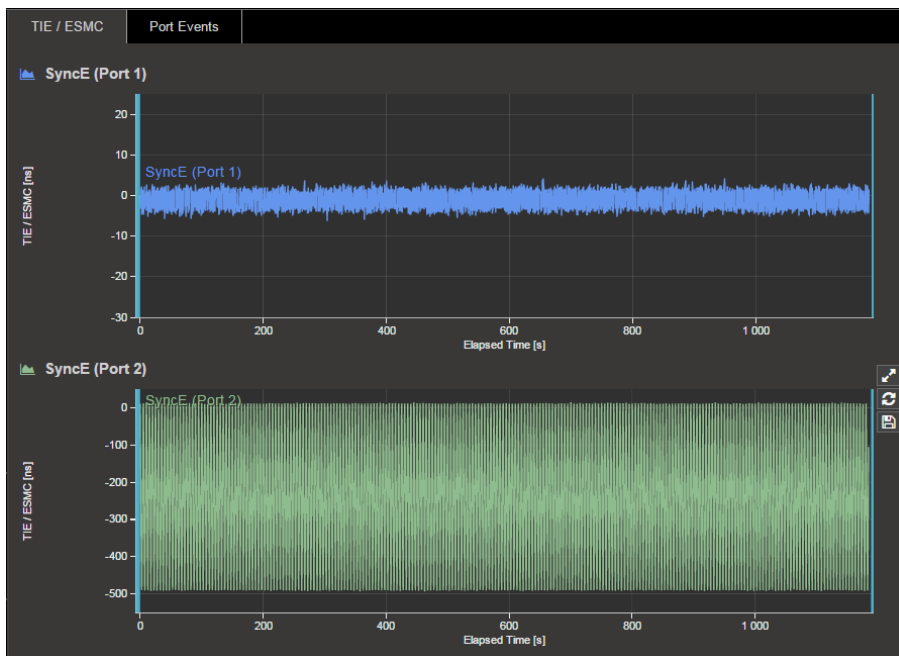 TIE / ESMC Port Events
SyncE (Port 1)
TIE / ESMC [ns]
20
10
0
-10
-20
-30
SyncE (Port 1)
0 200 400 600 800 1 000
Elapsed Time [s]
SyncE (Port 2)
TIE / ESMC [ns]
0
-100
-200
-300
-400
-500
SyncE (Port 2)
0 200 400 600 800 1 000
Elapsed Time [s]